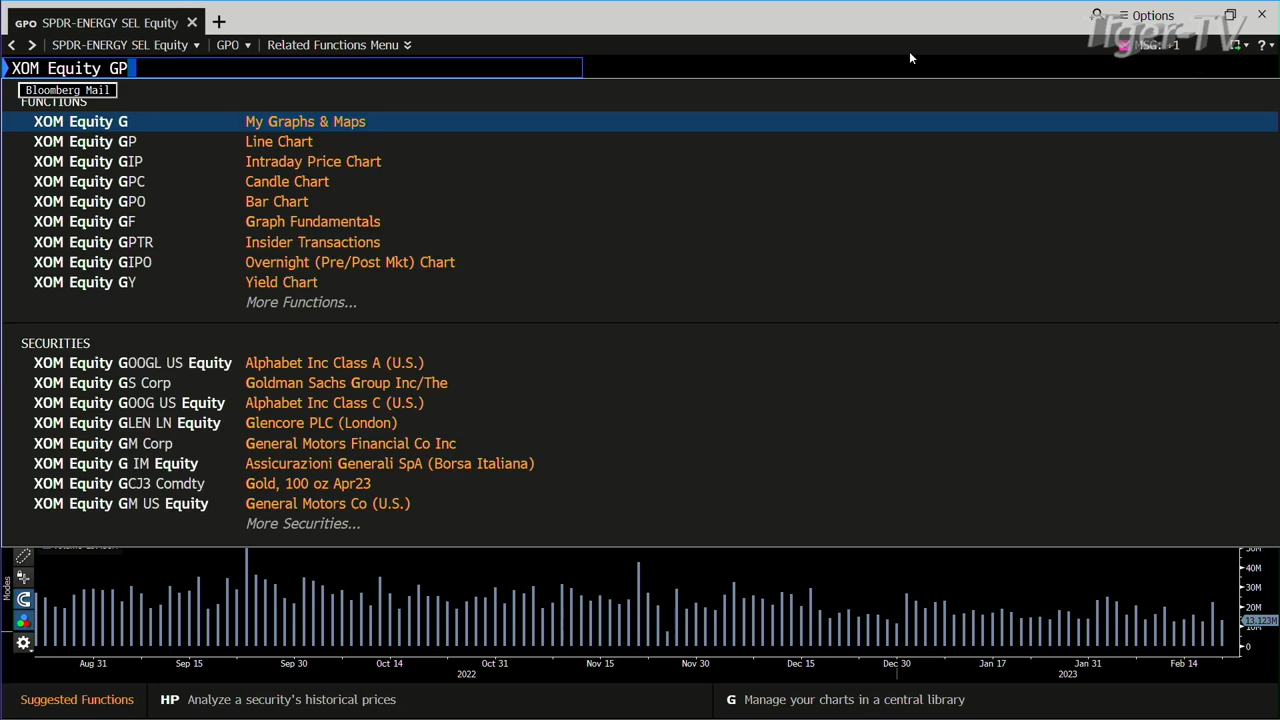 GPO SPDR-ENERGY SEL Equity
Options
Tiger-TV
SPDR-ENERGY SEL Equity GPO Related Functions Menu
MSG: +1
XOM Equity GP
Bloomberg Mail
FUNCTIONS
XOM Equity G My Graphs & Maps
XOM Equity GP Line Chart
XOM Equity GIP Intraday Price Chart
XOM Equity GPC Candle Chart
XOM Equity GPO Bar Chart
XOM Equity GF Graph Fundamentals
XOM Equity GPTR Insider Transactions
XOM Equity GIPO Overnight (Pre/Post Mkt) Chart
XOM Equity GY Yield Chart
More Functions...
SECURITIES
XOM Equity GOOGL US Equity Alphabet Inc Class A (U.S.)
XOM Equity GS Corp Goldman Sachs Group Inc/The
XOM Equity GOOG US Equity Alphabet Inc Class C (U.S.)
XOM Equity GLEN LN Equity Glencore PLC (London)
XOM Equity GM Corp General Motors Financial Co Inc
XOM Equity G IM Equity Assicurazioni Generali SpA (Borsa Italiana)
XOM Equity GCJ3 Comdty Gold, 100 oz Apr23
XOM Equity GM US Equity General Motors Co (U.S.)
More Securities...
Modes
50M
40M
30M
20M
13.123M
10M
0
Aug 31 Sep 15 Sep 30 Oct 14 Oct 31 Nov 15 Nov 30 Dec 15 Dec 30 Jan 17 Jan 31 Feb 14
2022 2023
Suggested Functions HP Analyze a security's historical prices G Manage your charts in a central library